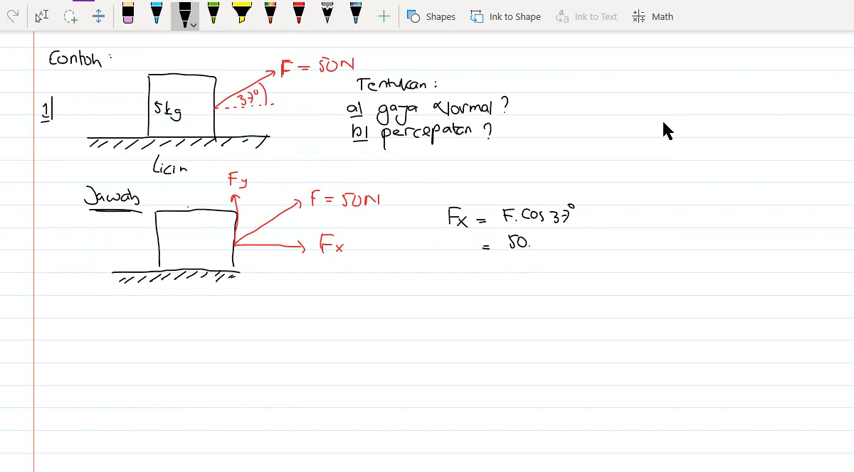 Shapes Ink to Shape Ink to Text Math
Contoh :
1|
5kg
37°
F = 50N
Licin
Tentukan :
a) gaya Normal ?
b) percepatan ?
Jawab
Fy
F = 50N
Fx
Fx = F. cos 37°
= 50.